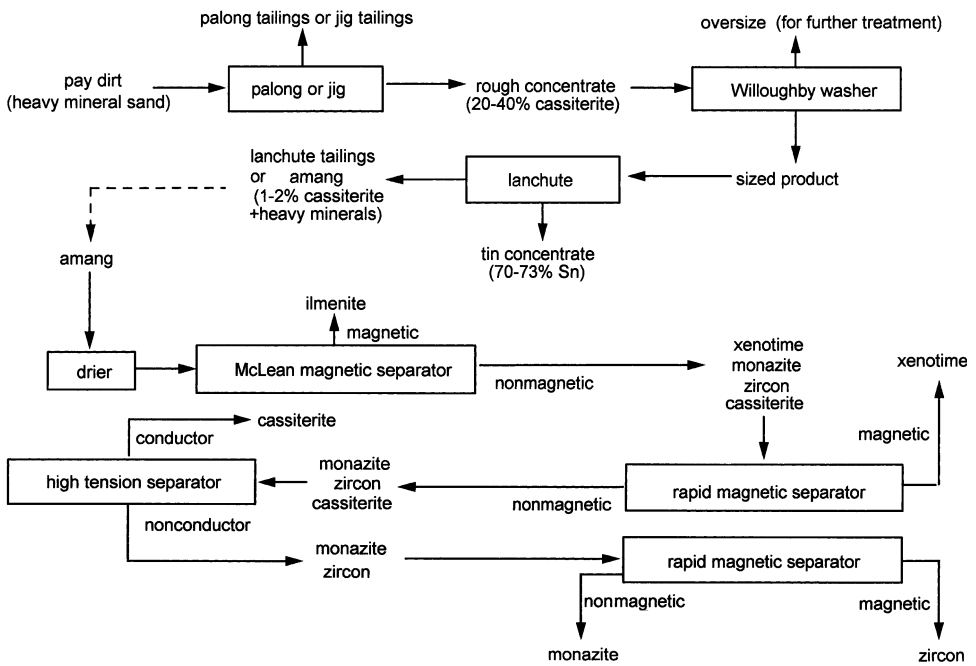 palong tailings or jig tailings
oversize (for further treatment)
pay dirt
(heavy mineral sand)
palong or jig
rough concentrate
(20-40% cassiterite)
Willoughby washer
lanchute tailings
or amang
(1-2% cassiterite
+heavy minerals)
lanchute
sized product
tin concentrate
(70-73% Sn)
amang
ilmenite
magnetic
drier
McLean magnetic separator
nonmagnetic
xenotime
monazite
zircon
cassiterite
xenotime
magnetic
cassiterite
conductor
high tension separator
monazite
zircon
cassiterite
nonmagnetic
rapid magnetic separator
nonconductor
monazite
zircon
rapid magnetic separator
nonmagnetic
magnetic
monazite
zircon